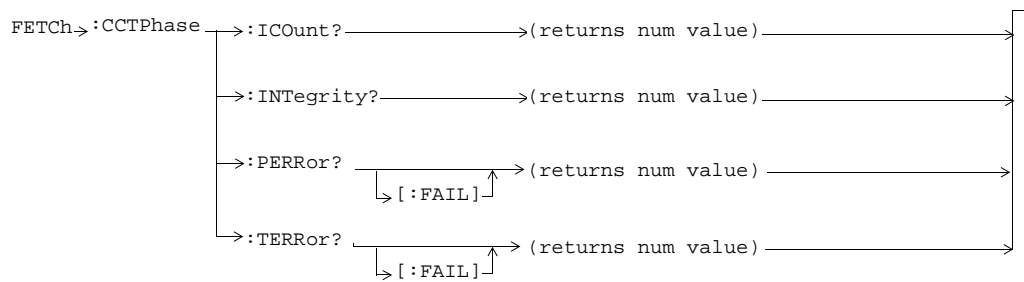 FETCh :CCTPhase :ICOunt? (returns num value)
:INTegrity? (returns num value)
:PERRor? (returns num value)
[:FAIL]
:TERRor? (returns num value)
[:FAIL]